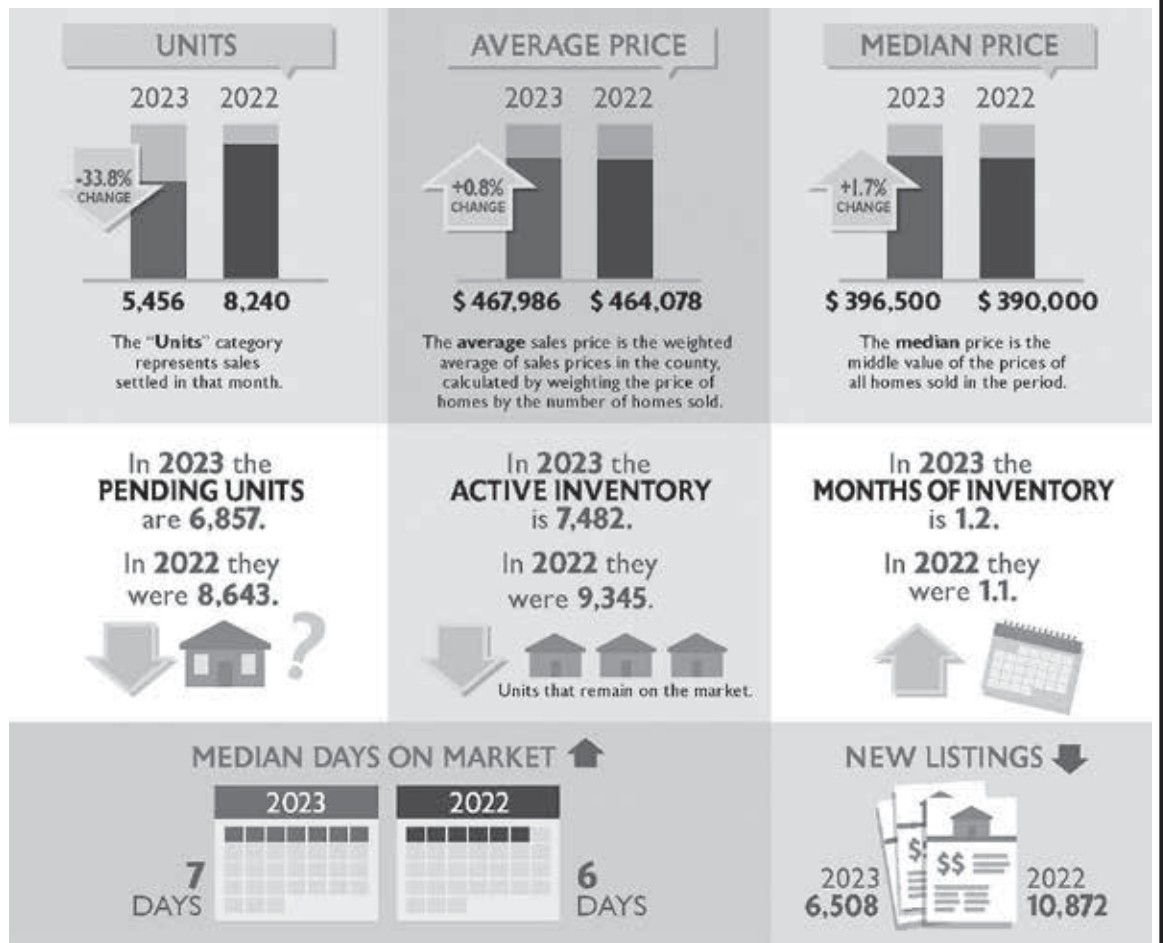 UNITS
2023 2022
-33.8%
CHANGE
5,456 8,240
The "Units" category
represents sales
settled in that month.
AVERAGE PRICE
2023 2022
+0.8%
CHANGE
$ 467,986 $ 464,078
The average sales price is the weighted
average of sales prices in the county,
calculated by weighting the price of
homes by the number of homes sold.
MEDIAN PRICE
2023 2022
+1.7%
CHANGE
$ 396,500 $ 390,000
The median price is the
middle value of the prices of
all homes sold in the period.
In 2023 the
PENDING UNITS
are 6,857.
In 2022 they
were 8,643.
?
In 2023 the
ACTIVE INVENTORY
is 7,482.
In 2022 they
were 9,345.
Units that remain on the market.
In 2023 the
MONTHS OF INVENTORY
is 1.2.
In 2022 they
were 1.1.
MEDIAN DAYS ON MARKET
2023
7
DAYS
2022
6
DAYS
NEW LISTINGS
$
$$
2023
6,508
2022
10,872